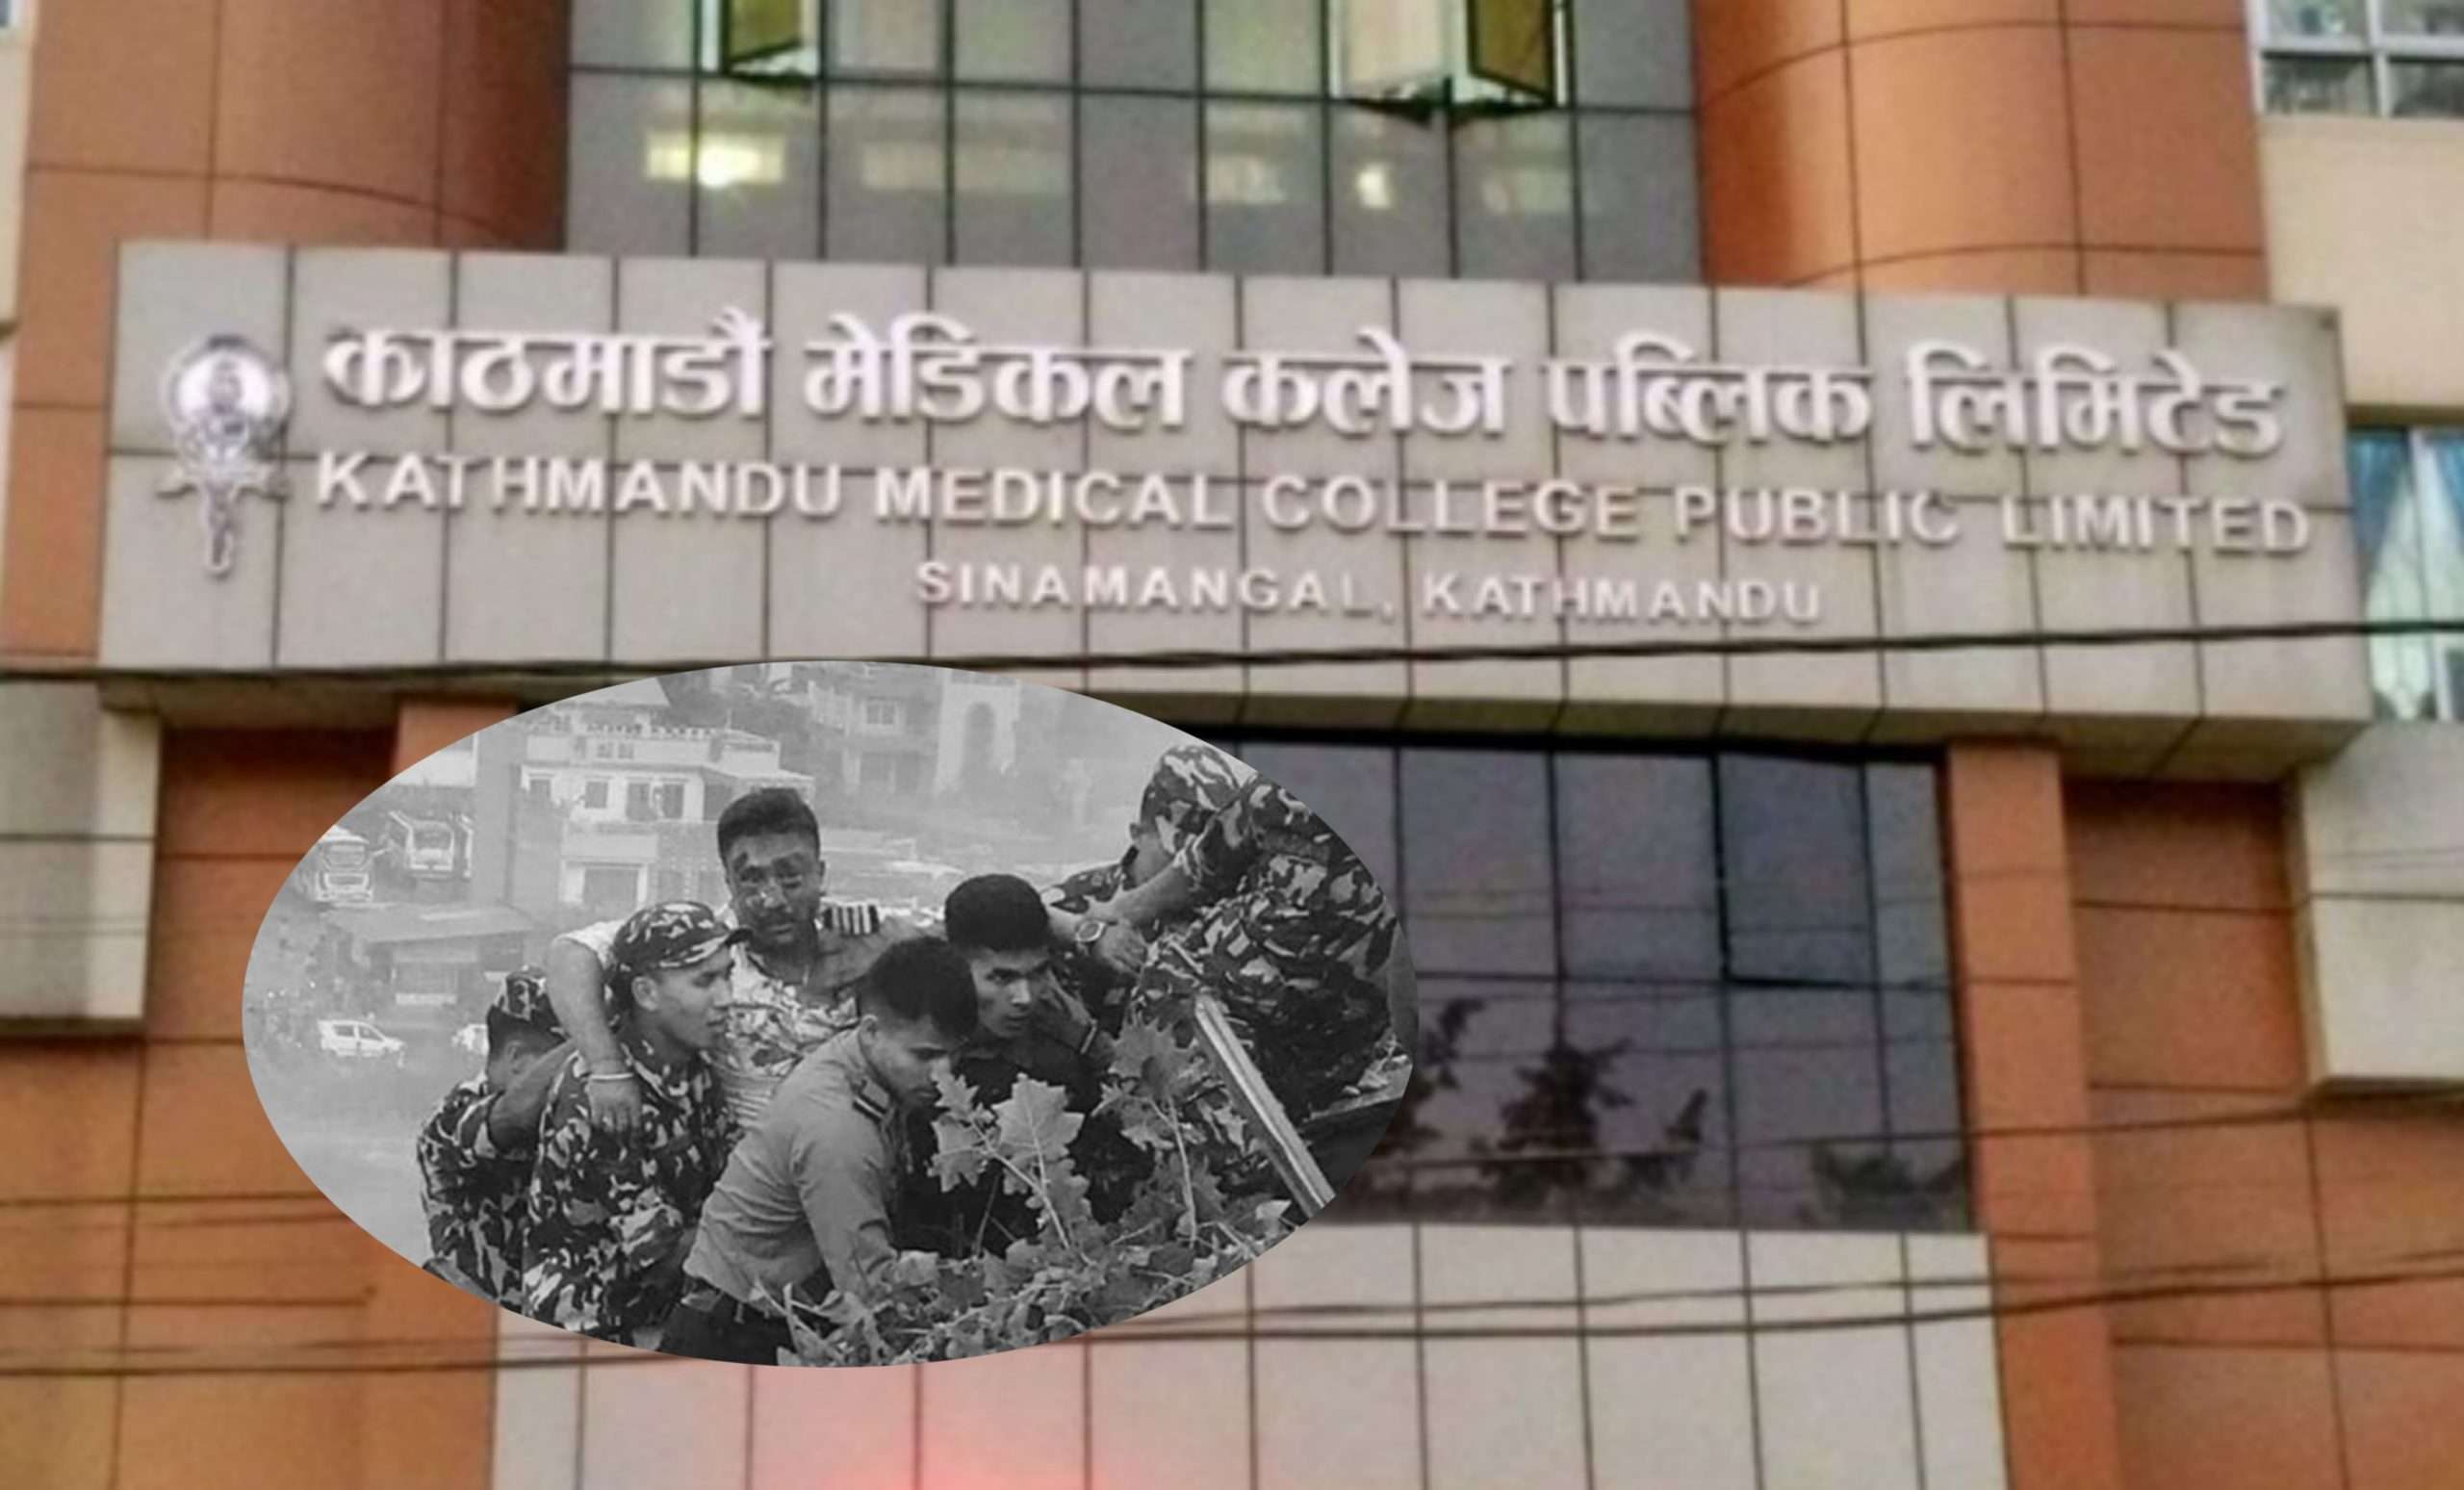 काठमाडौं मेडिकल कलेज पब्लिक लिमिटेड
KATHMANDU MEDICAL COLLEGE PUBLIC LIMITED
SINAMANGAL, KATHMANDU